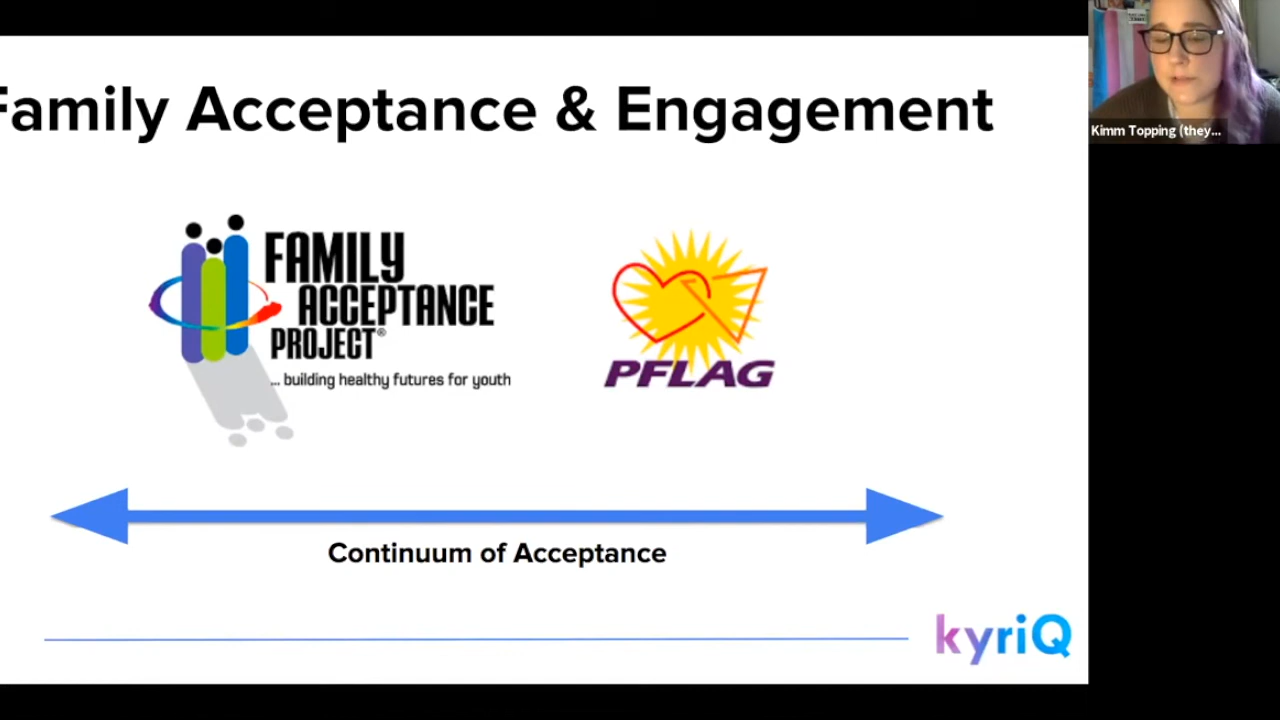 Family Acceptance & Engagement
FAMILY
ACCEPTANCE
PROJECT®
... building healthy futures for youth
PFLAG
Continuum of Acceptance
kyriQ
Kimm Topping (they...